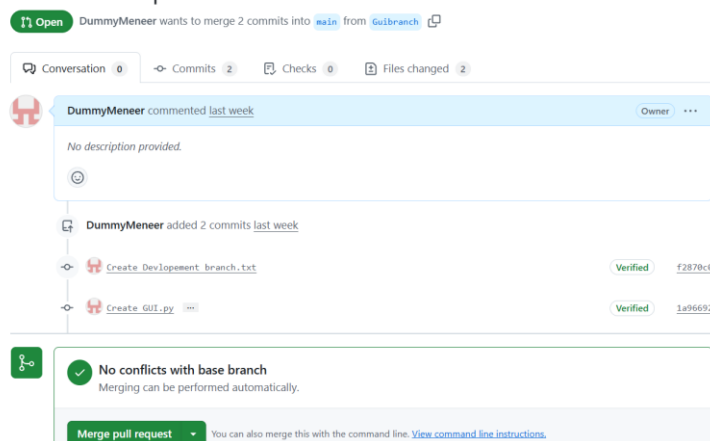 Open DummyMeneer wants to merge 2 commits into main from Guibranch
Conversation 0 Commits 2 Checks 0 Files changed 2
DummyMeneer commented last week Owner
No description provided.
DummyMeneer added 2 commits last week
Create Devlopement branch.txt Verified f2870c
Create GUI.py Verified 1a9669
No conflicts with base branch
Merging can be performed automatically.
Merge pull request You can also merge this with the command line. View command line instructions.